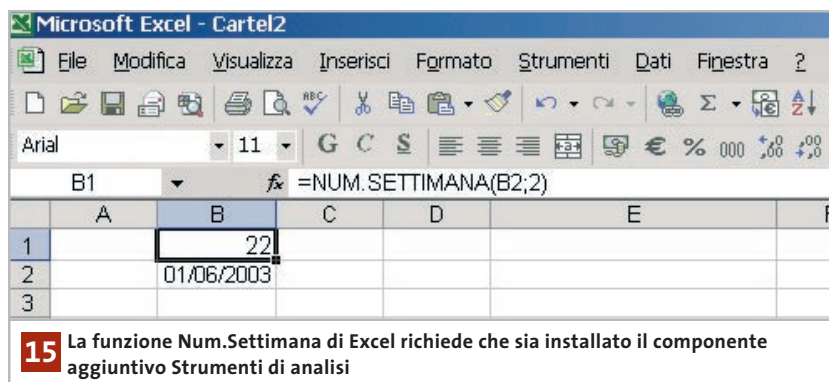 Microsoft Excel - Cartel2
File Modifica Visualizza Inserisci Formato Strumenti Dati Finestra ?
ABC
Arial 11 G C S € % 000
B1 fx =NUM.SETTIMANA(B2;2)
A B C D E F
1 22
2 01/06/2003
3
15 La funzione Num.Settimana di Excel richiede che sia installato il componente
aggiuntivo Strumenti di analisi